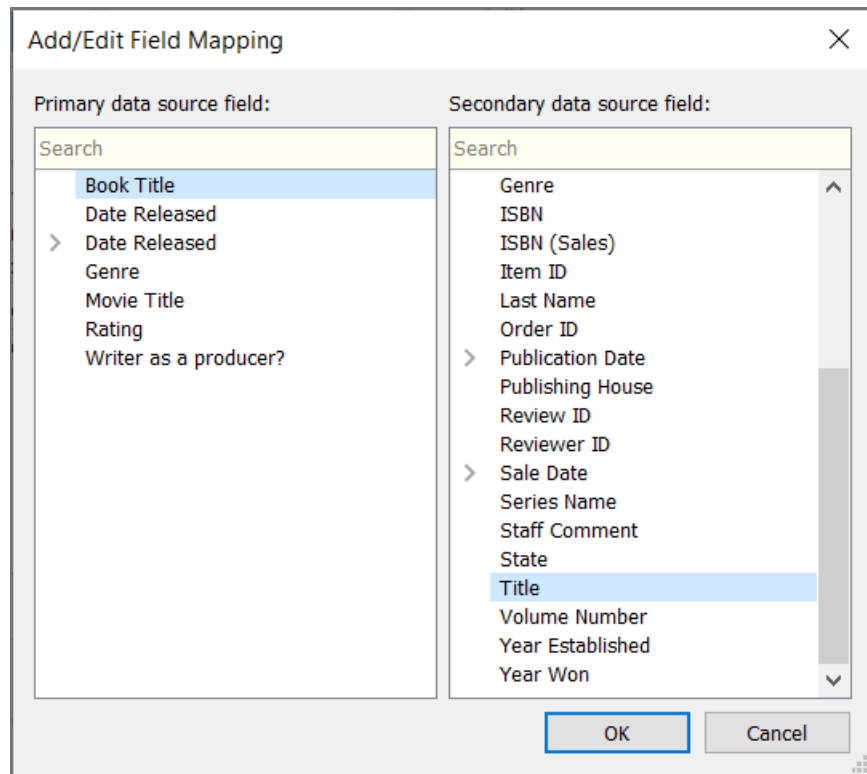 Add/Edit Field Mapping
Primary data source field:
Search
Book Title
Date Released
Date Released
Genre
Movie Title
Rating
Writer as a producer?
Secondary data source field:
Search
Genre
ISBN
ISBN (Sales)
Item ID
Last Name
Order ID
Publication Date
Publishing House
Review ID
Reviewer ID
Sale Date
Series Name
Staff Comment
State
Title
Volume Number
Year Established
Year Won
OK
Cancel